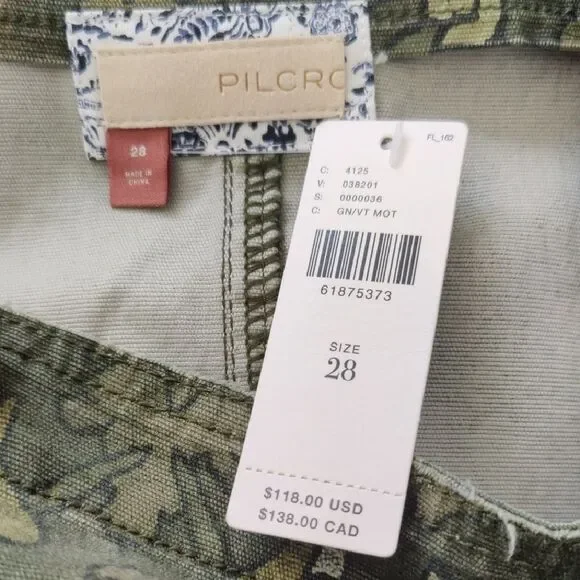 PILCRO
28
MADE IN
CHINA
FL_162
C: 4125
V: 038201
S: 0000036
C: GN/VT MOT
61875373
SIZE
28
$118.00 USD
$138.00 CAD